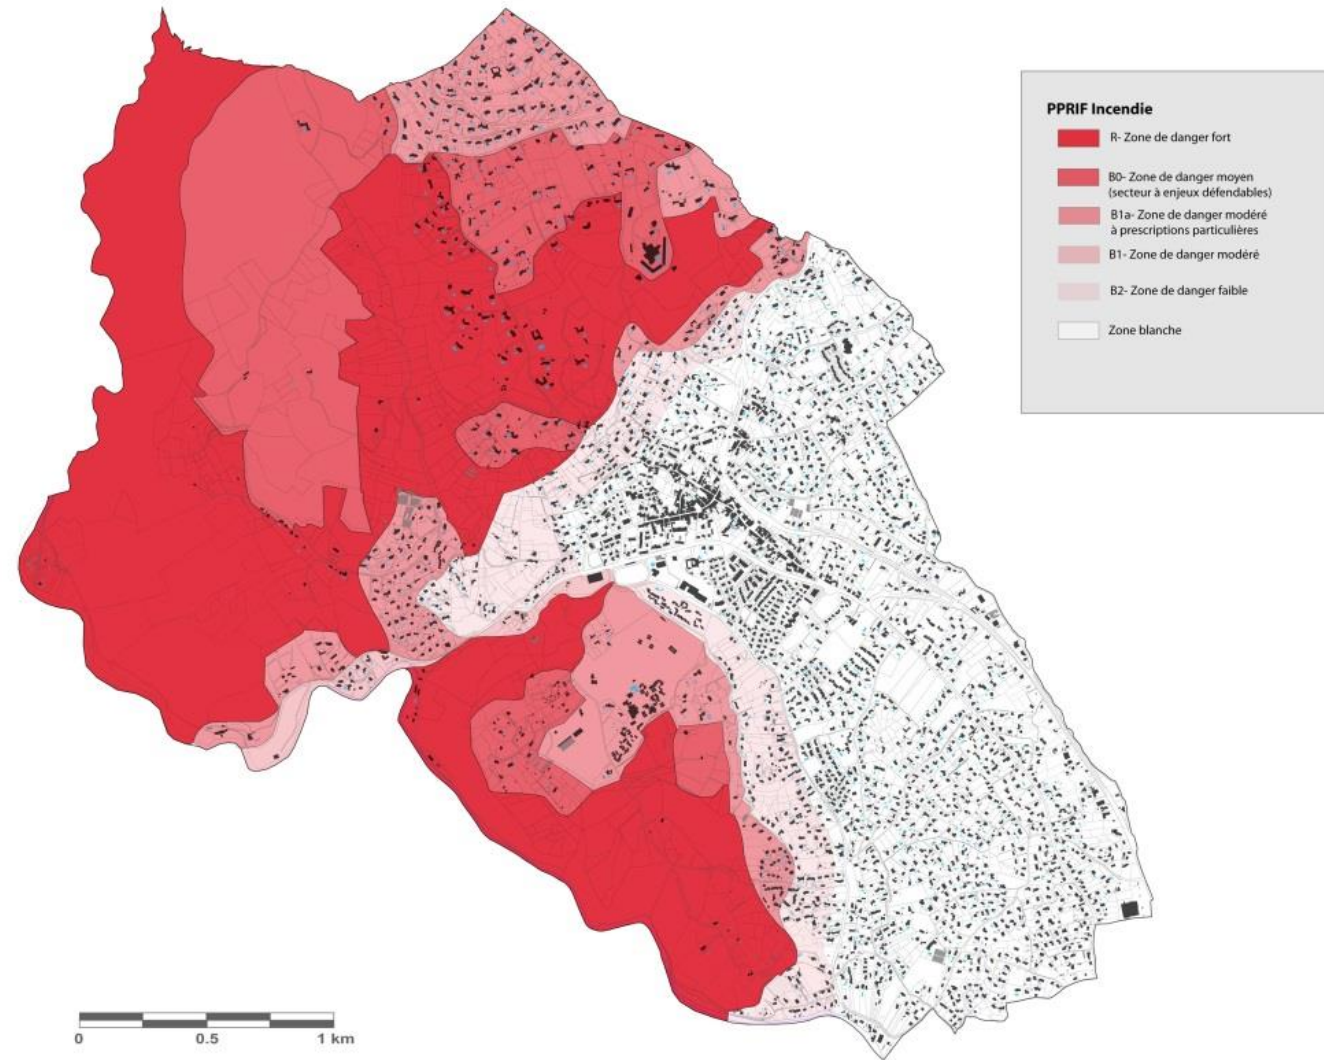 PPRIF Incendie
R- Zone de danger fort
B0- Zone de danger moyen
(secteur à enjeux défendables)
B1a- Zone de danger modéré
à prescriptions particulières
B1- Zone de danger modéré
B2- Zone de danger faible
Zone blanche
0 0.5 1 km